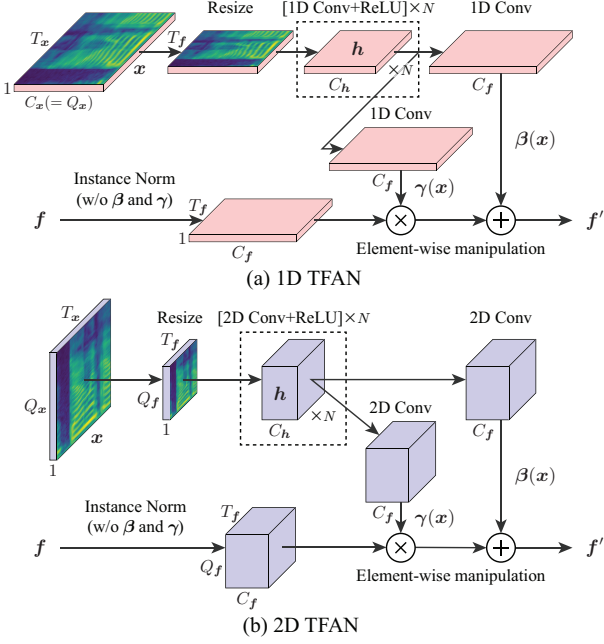 Resize
[1D Conv+ReLU]×N
1D Conv
T_x
T_f
x
h
×N
1
C_x(= Q_x)
C_h
C_f
1D Conv
β(x)
C_f
γ(x)
Instance Norm
(w/o β and γ)
T_f
f
1
C_f
×
+
f′
Element-wise manipulation
(a) 1D TFAN
T_x
Resize
[2D Conv+ReLU]×N
2D Conv
T_f
Q_x
Q_f
x
1
1
h
×N
C_h
2D Conv
C_f
C_f
γ(x)
β(x)
Instance Norm
(w/o β and γ)
T_f
f
Q_f
C_f
×
+
f′
Element-wise manipulation
(b) 2D TFAN